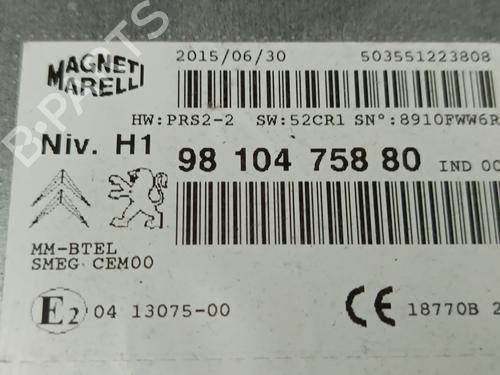 MAGNETI
MARELLI
2015/06/30
503551223808
HW:PRS2-2 SW:52CR1 SN°:8910FWW6R
Niv. H1
98 104 758 80 IND 00
MM-BTEL
SMEG CEM00
E2 04 13075-00
CE 18770B 2
B-PARTS